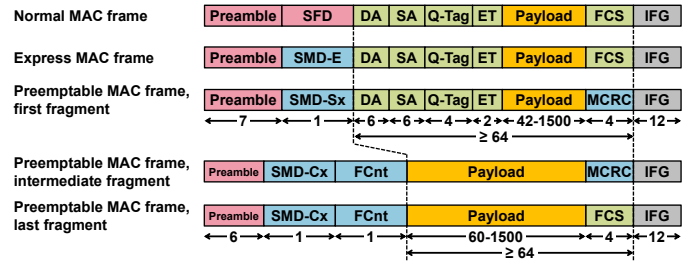 Normal MAC frame
Preamble SFD DA SA Q-Tag ET Payload FCS IFG
Express MAC frame
Preamble SMD-E DA SA Q-Tag ET Payload FCS IFG
Preemptable MAC frame,
first fragment
Preamble SMD-Sx DA SA Q-Tag ET Payload MCRC IFG
7 1 6 6 4 2 42-1500 4 12
≥ 64
Preemptable MAC frame,
intermediate fragment
Preamble SMD-Cx FCnt Payload MCRC IFG
Preemptable MAC frame,
last fragment
Preamble SMD-Cx FCnt Payload FCS IFG
6 1 1 60-1500 4 12
≥ 64